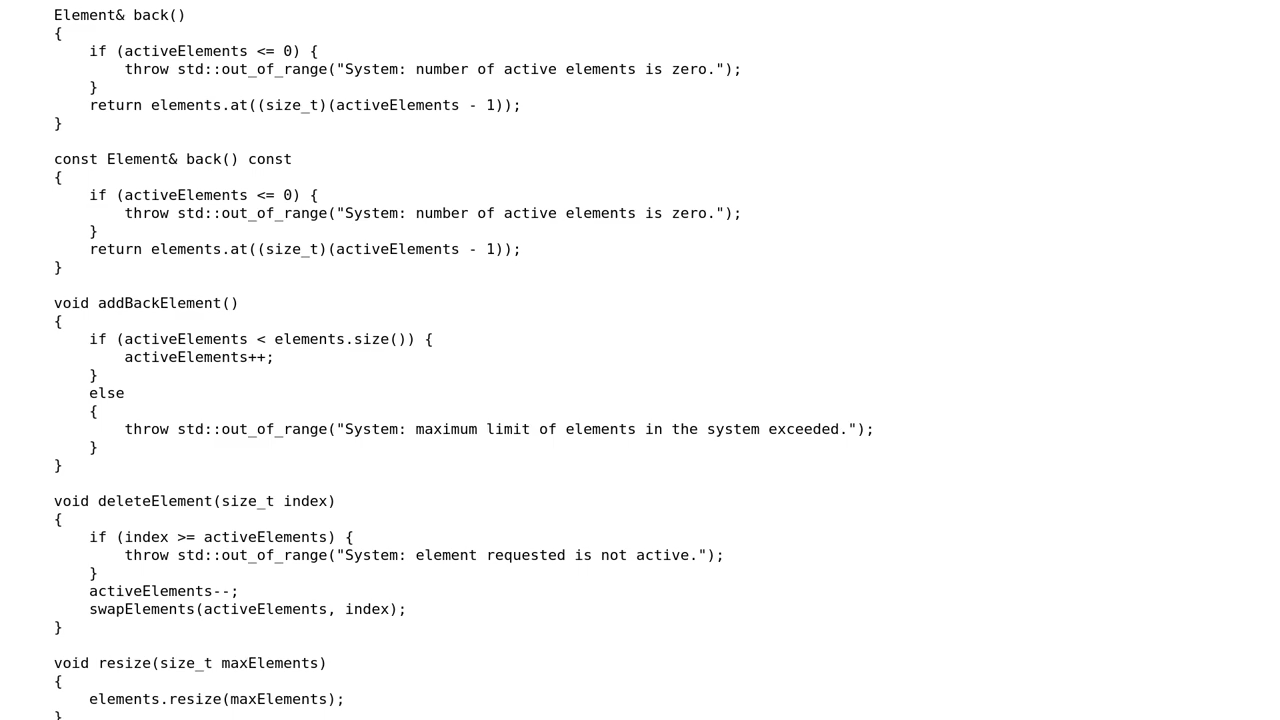 Element& back()
{
    if (activeElements <= 0) {
        throw std::out_of_range("System: number of active elements is zero.");
    }
    return elements.at((size_t)(activeElements - 1));
}

const Element& back() const
{
    if (activeElements <= 0) {
        throw std::out_of_range("System: number of active elements is zero.");
    }
    return elements.at((size_t)(activeElements - 1));
}

void addBackElement()
{
    if (activeElements < elements.size()) {
        activeElements++;
    }
    else
    {
        throw std::out_of_range("System: maximum limit of elements in the system exceeded.");
    }
}

void deleteElement(size_t index)
{
    if (index >= activeElements) {
        throw std::out_of_range("System: element requested is not active.");
    }
    activeElements--;
    swapElements(activeElements, index);
}

void resize(size_t maxElements)
{
    elements.resize(maxElements);
}